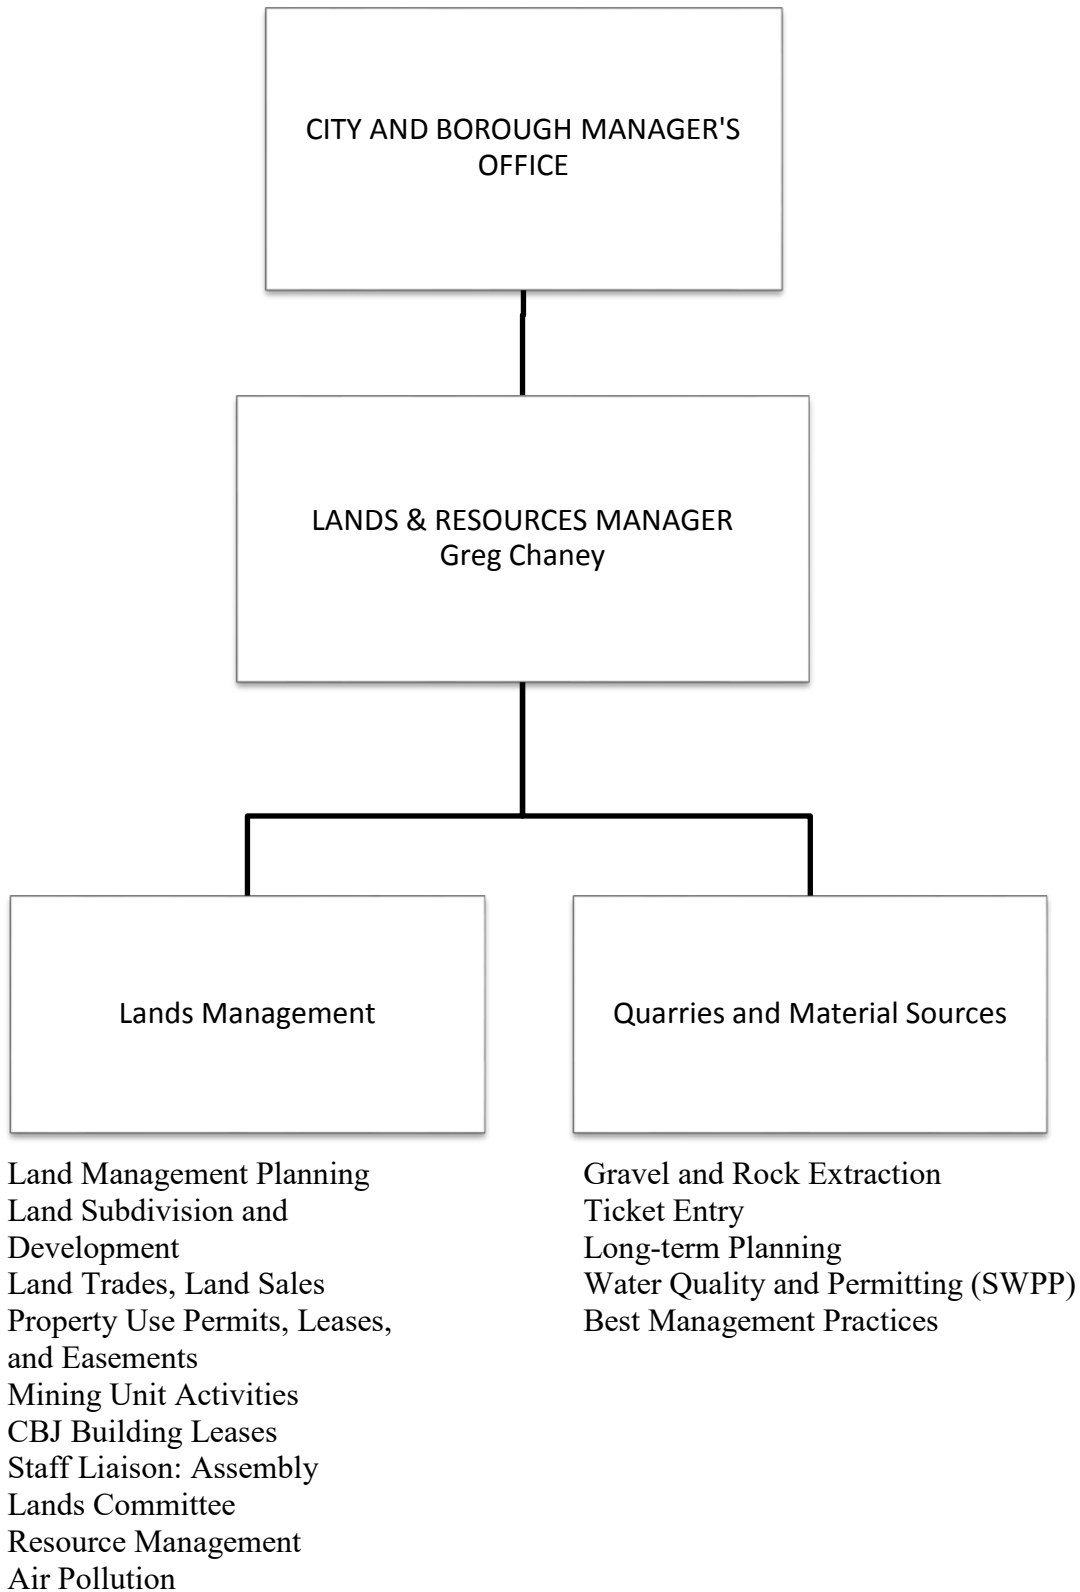 CITY AND BOROUGH MANAGER'S
OFFICE
LANDS & RESOURCES MANAGER
Greg Chaney
Lands Management
Land Management Planning
Land Subdivision and
Development
Land Trades, Land Sales
Property Use Permits, Leases,
and Easements
Mining Unit Activities
CBJ Building Leases
Staff Liaison: Assembly
Lands Committee
Resource Management
Air Pollution
Quarries and Material Sources
Gravel and Rock Extraction
Ticket Entry
Long-term Planning
Water Quality and Permitting (SWPP)
Best Management Practices